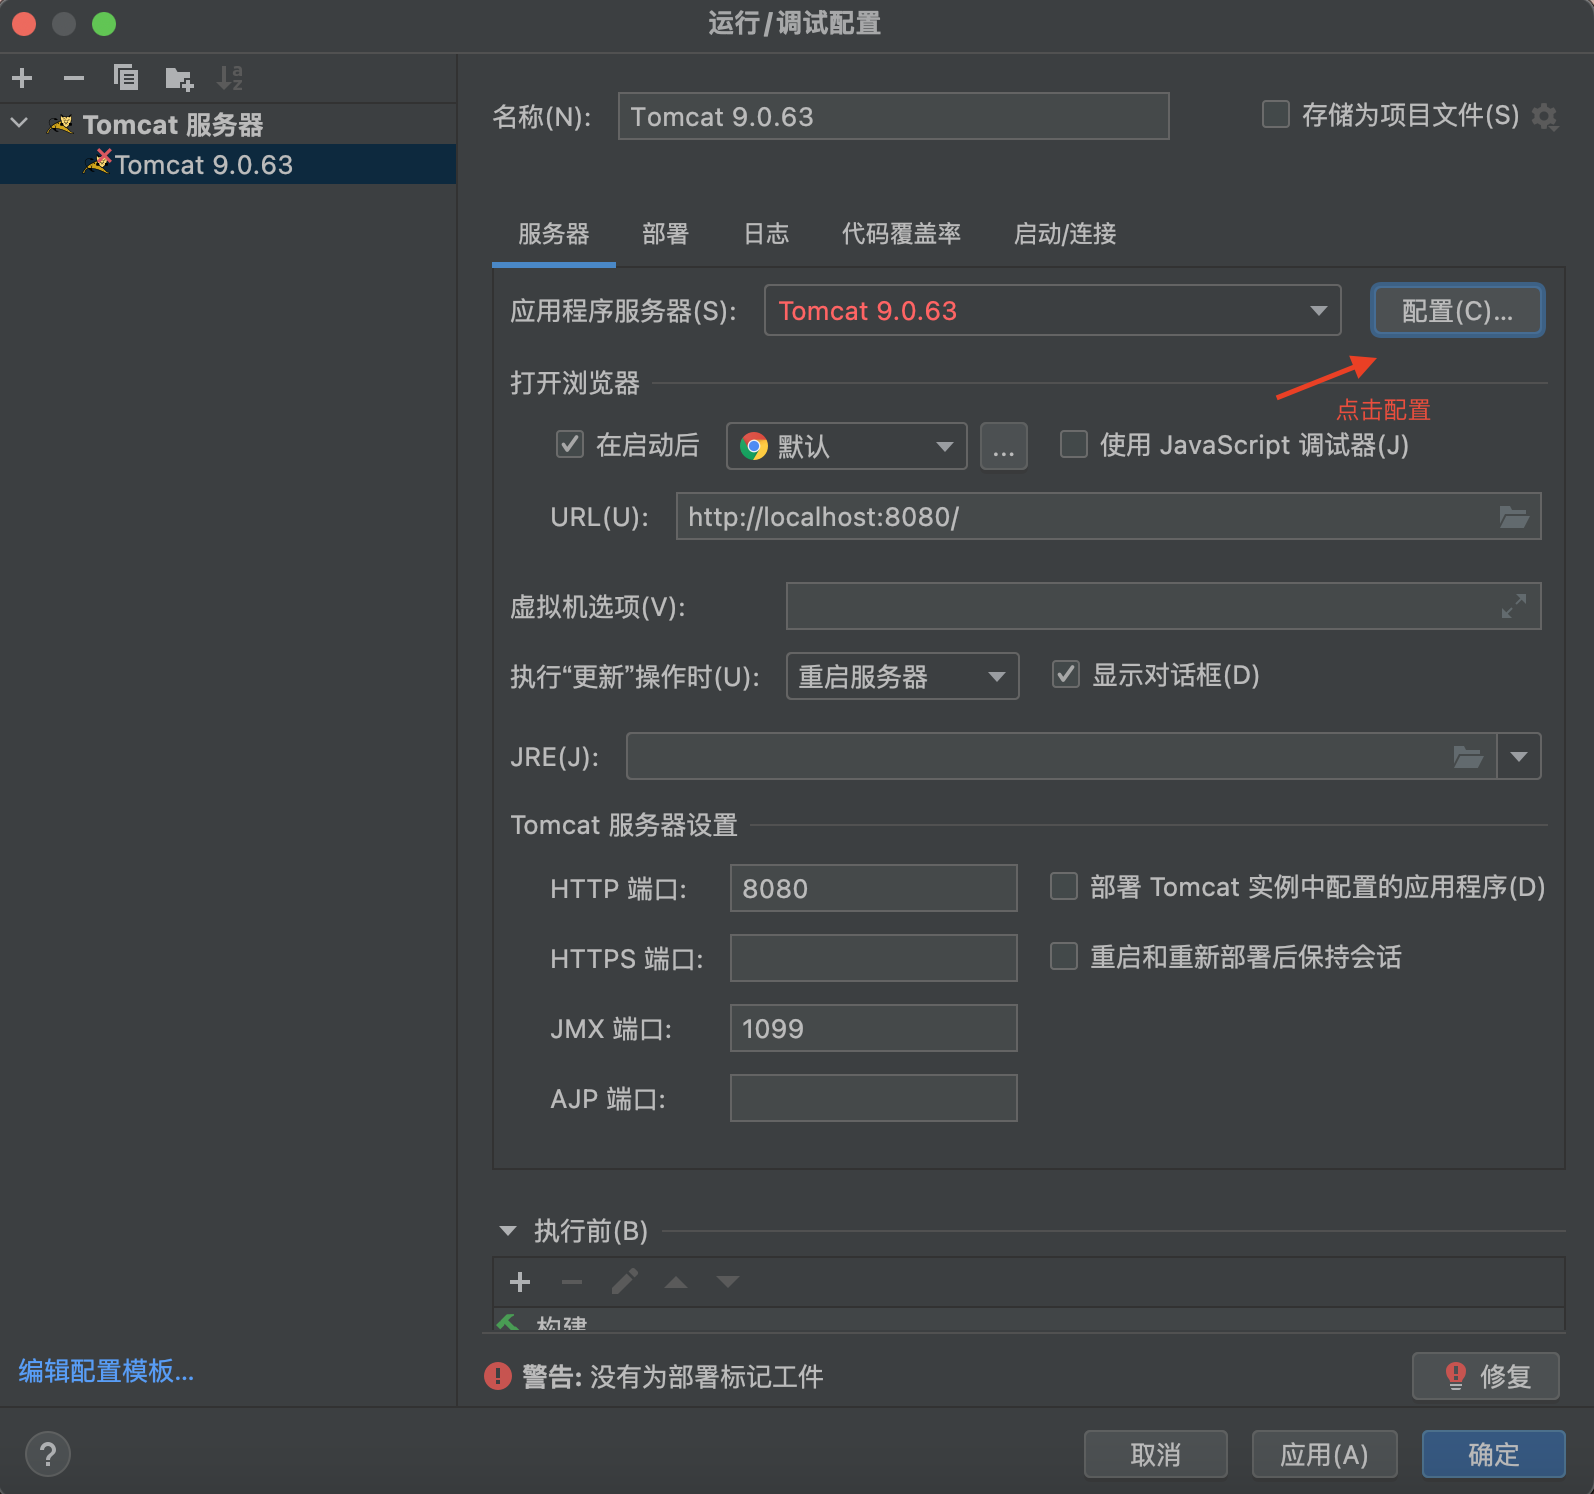 运行/调试配置
Tomcat 服务器
Tomcat 9.0.63
名称(N): Tomcat 9.0.63 存储为项目文件(S)
服务器 部署 日志 代码覆盖率 启动/连接
应用程序服务器(S): Tomcat 9.0.63 配置(C)...
打开浏览器
点击配置
在启动后 默认 ... 使用 JavaScript 调试器(J)
URL(U): http://localhost:8080/
虚拟机选项(V):
执行“更新”操作时(U): 重启服务器 显示对话框(D)
JRE(J):
Tomcat 服务器设置
HTTP 端口: 8080 部署 Tomcat 实例中配置的应用程序(D)
HTTPS 端口: 重启和重新部署后保持会话
JMX 端口: 1099
AJP 端口:
执行前(B)
构建
编辑配置模板...
警告: 没有为部署标记工件 修复
? 取消 应用(A) 确定